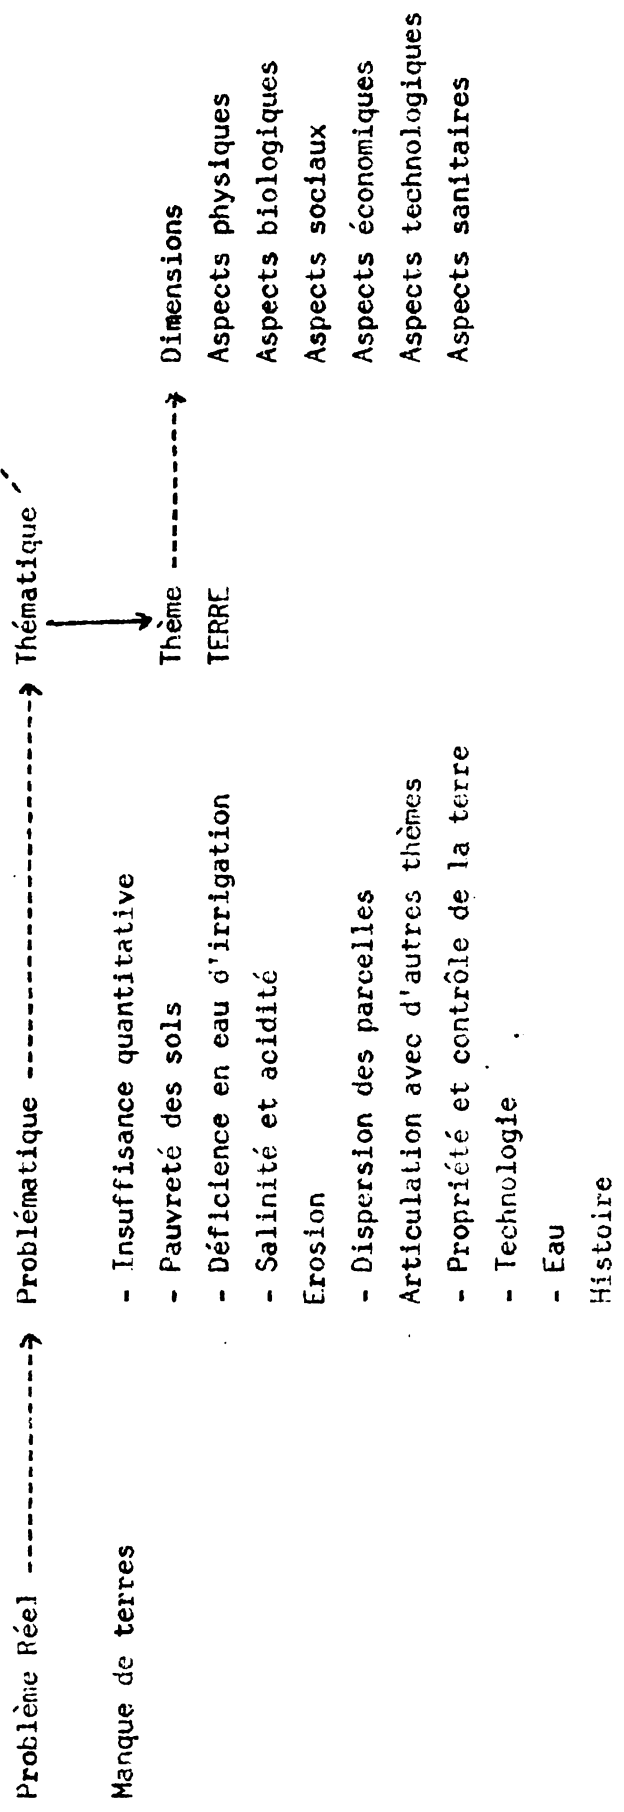 Problème Réel --------------> Problématique ----------------------------> Thématique
Manque de terres
- Insuffisance quantitative
- Pauvreté des sols
- Déficience en eau d'irrigation
- Salinité et acidité
Erosion
- Dispersion des parcelles
Articulation avec d'autres thèmes
- Propriété et contrôle de la terre
- Technologie
- Eau
Histoire
Thème -----------> Dimensions
TERRE
Aspects physiques
Aspects biologiques
Aspects sociaux
Aspects économiques
Aspects technologiques
Aspects sanitaires